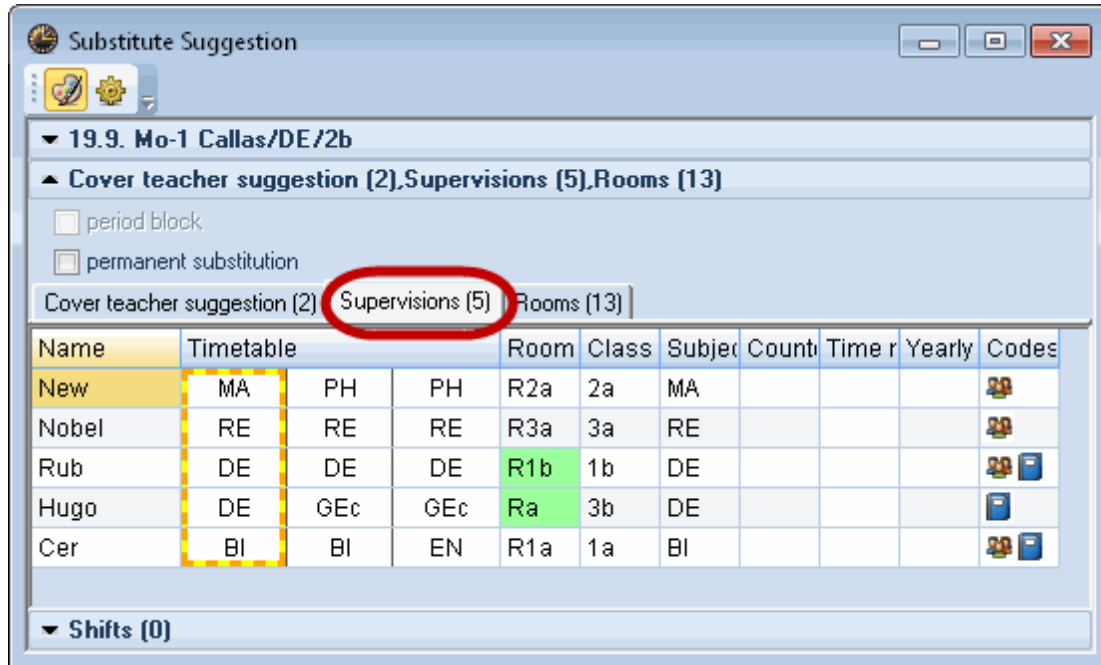 Substitute Suggestion
19.9. Mo-1 Callas/DE/2b
Cover teacher suggestion (2),Supervisions (5),Rooms (13)
period block
permanent substitution
Cover teacher suggestion (2) Supervisions (5) Rooms (13)
Name Timetable Room Class Subjec Counte Time r Yearly Codes
New MA PH PH R2a 2a MA
Nobel RE RE RE R3a 3a RE
Rub DE DE DE R1b 1b DE
Hugo DE GEc GEc Ra 3b DE
Cer BI BI EN R1a 1a BI
Shifts (0)